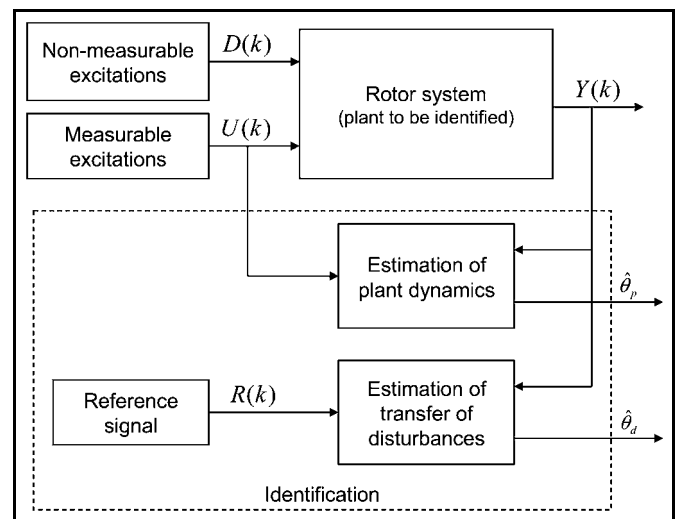 Non-measurable
excitations
D(k)
Measurable
excitations
U(k)
Rotor system
(plant to be identified)
Y(k)
Estimation of
plant dynamics
θ̂ₚ
Reference
signal
R(k)
Estimation of
transfer of
disturbances
θ̂_d
Identification